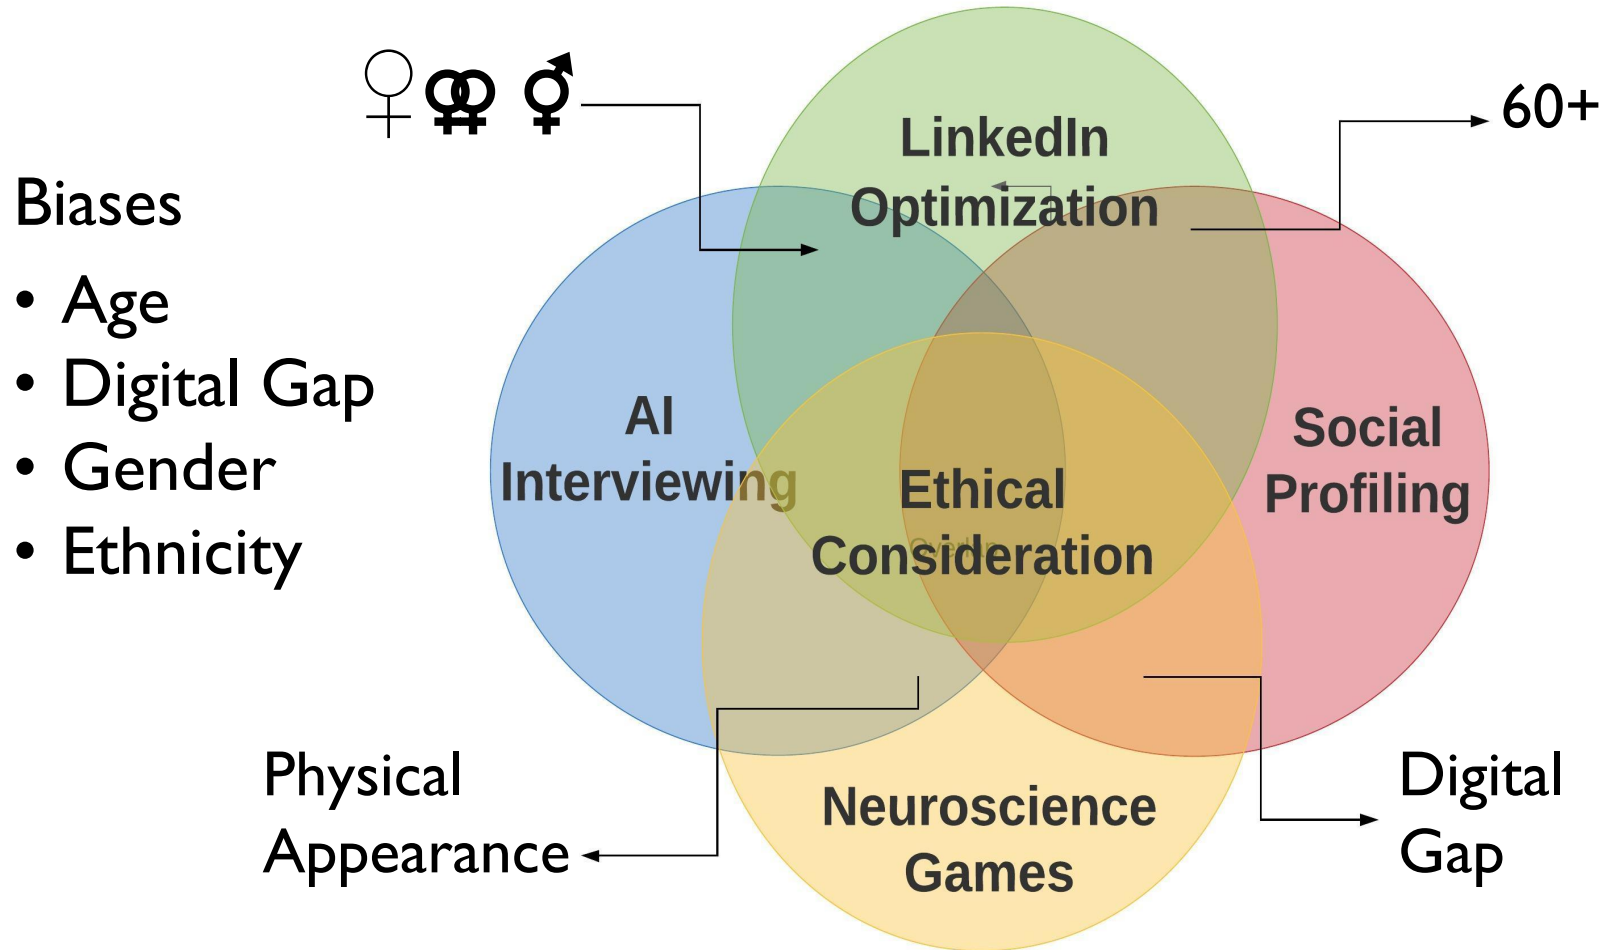 ♀ ⚢ ⚥
60+
LinkedIn
Optimization
Biases
• Age
• Digital Gap
• Gender
• Ethnicity
AI
Interviewing
Social
Profiling
Ethical
Consideration
Overlap
Physical
Appearance
Neuroscience
Games
Digital
Gap